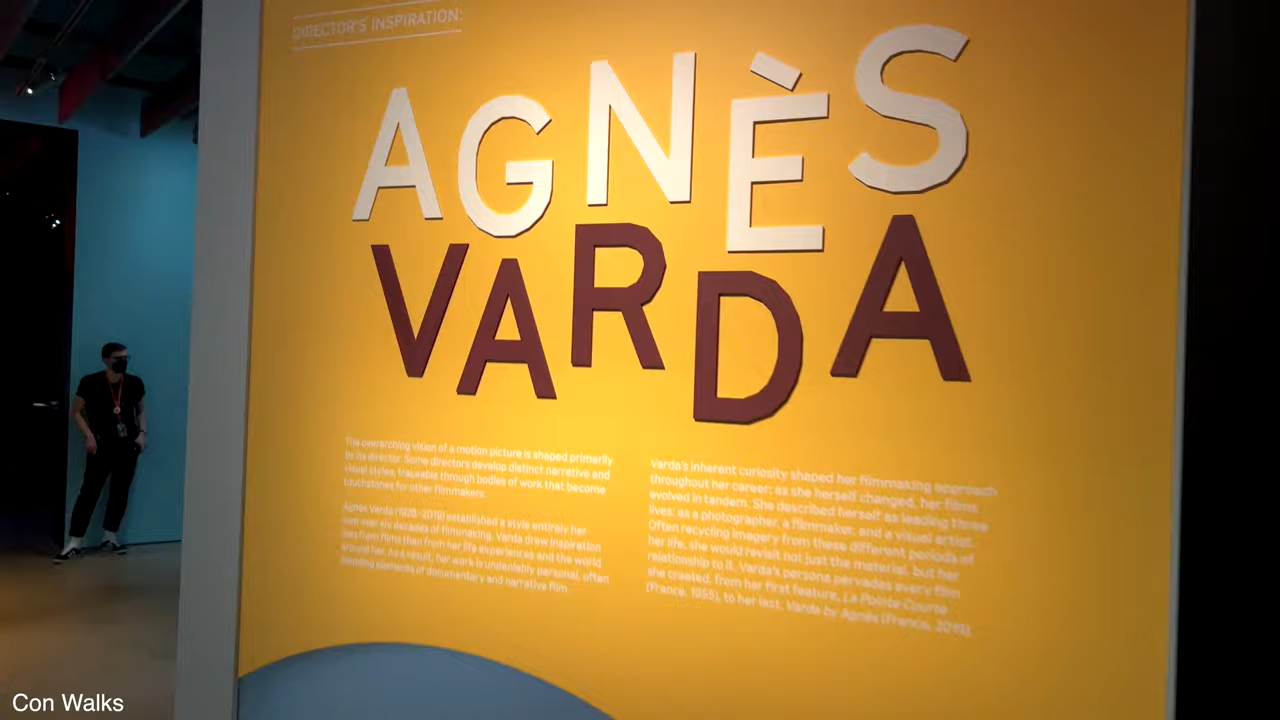 DIRECTOR'S INSPIRATION:
AGNÈS
VARDA
The overarching vision of a motion picture is shaped primarily
by its director. Some directors develop distinct narrative and
visual styles, traceable through bodies of work that become
touchstones for other filmmakers.
Agnès Varda (1928–2019) established a style entirely her
own over six decades of filmmaking. Varda drew inspiration
less from films than from her life experiences and the world
around her. As a result, her work is undeniably personal, often
blending elements of documentary and narrative film.
Varda's inherent curiosity shaped her filmmaking approach
throughout her career; as she herself changed, her films
evolved in tandem. She described herself as leading three
lives: as a photographer, a filmmaker, and a visual artist.
Often recycling imagery from these different periods of
her life, she would revisit not just the material, but her
relationship to it. Varda's persona pervades every film
she created, from her first feature, La Pointe Courte
(France, 1955), to her last, Varda by Agnès (France, 2019).
Con Walks